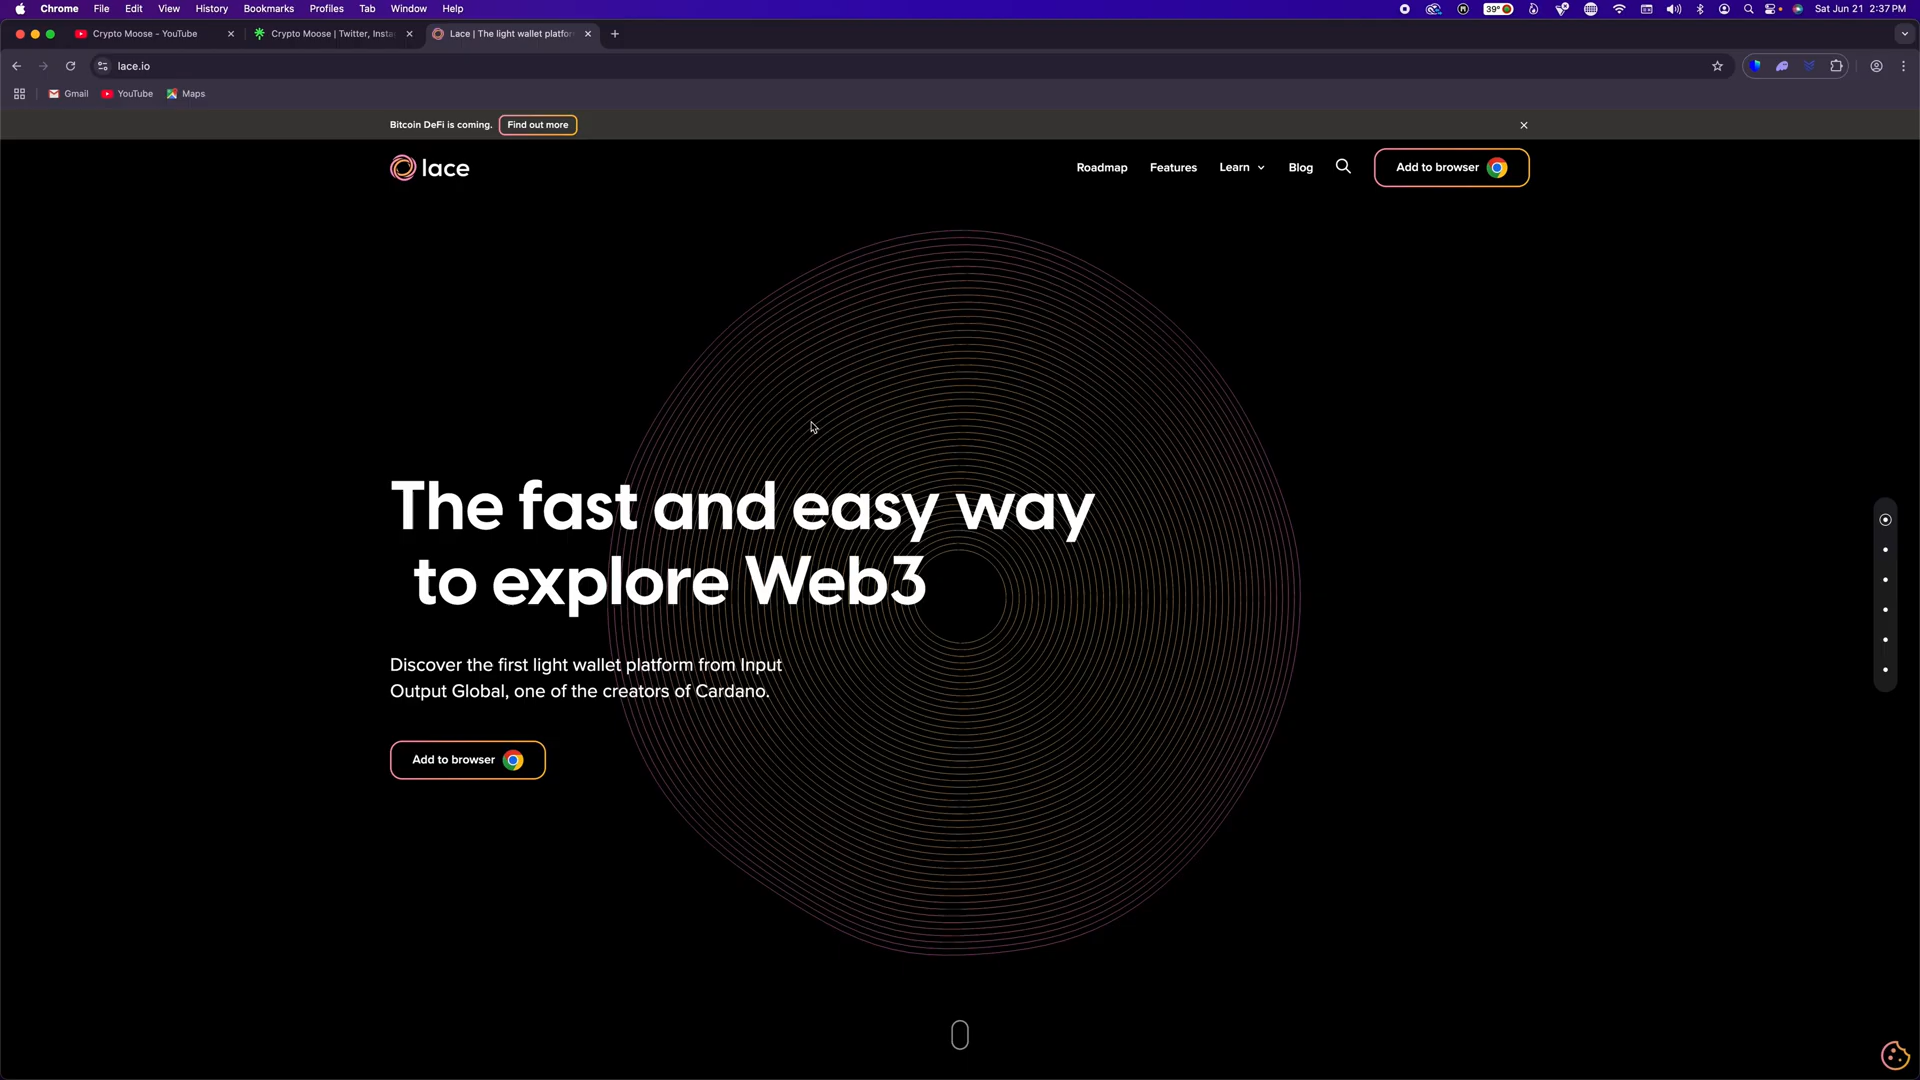 Chrome File Edit View History Bookmarks Profiles Tab Window Help
39°
Sat Jun 21 2:37 PM
Crypto Moose - YouTube
Crypto Moose | Twitter, Insta
Lace | The light wallet platfor
lace.io
Gmail
YouTube
Maps
Bitcoin DeFi is coming. Find out more
lace
Roadmap Features Learn Blog
Add to browser
The fast and easy way
to explore Web3
Discover the first light wallet platform from Input
Output Global, one of the creators of Cardano.
Add to browser